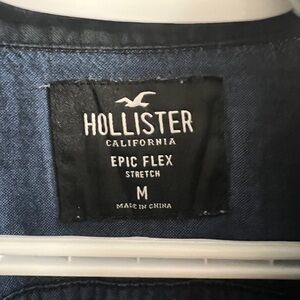 HOLLISTER
CALIFORNIA
EPIC FLEX
STRETCH
M
MADE IN CHINA